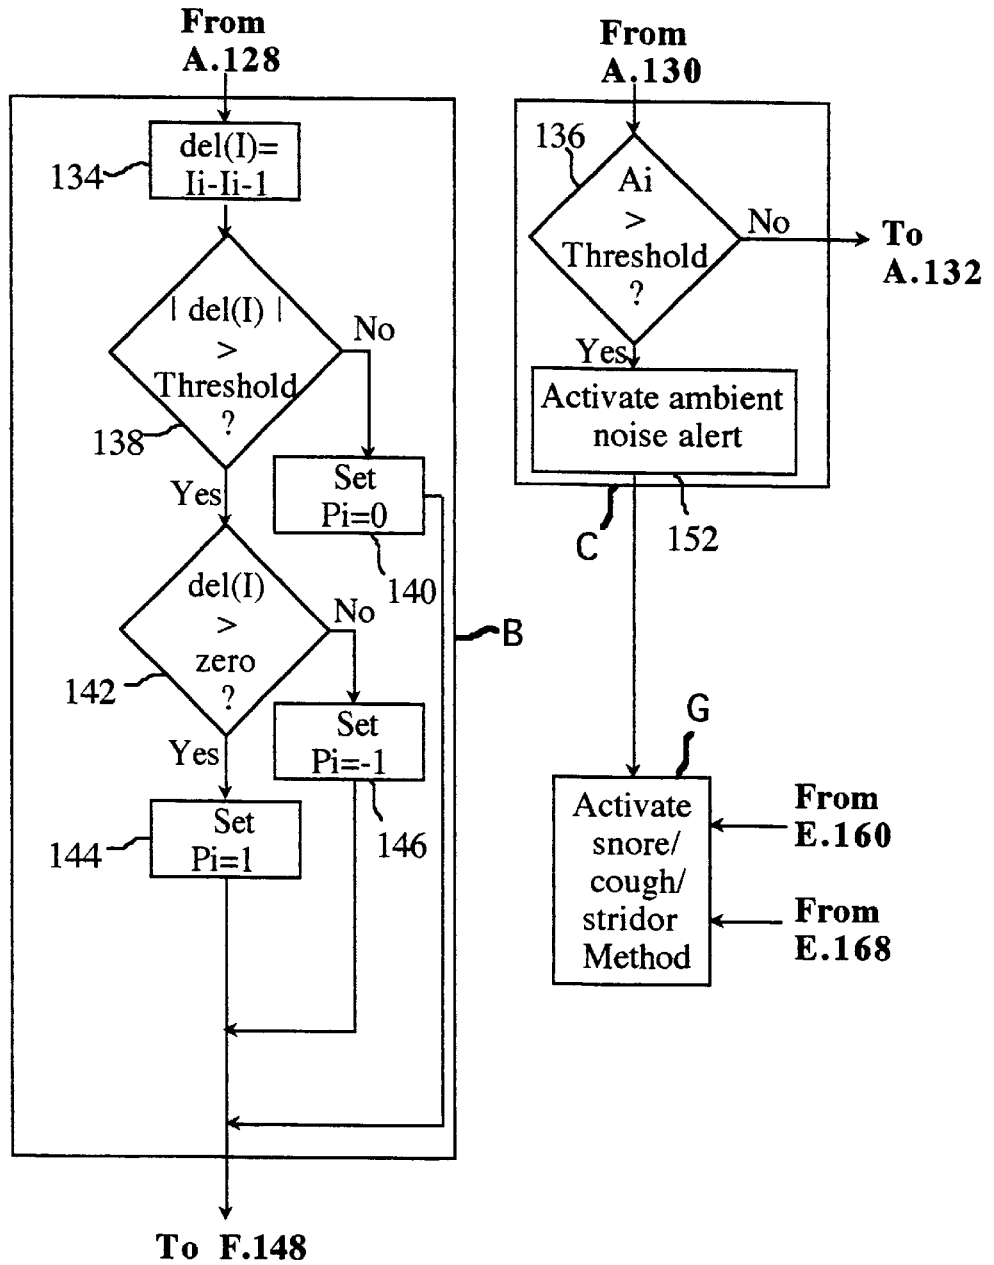 From
A.128
134
del(I)=
Ii-Ii-1
| del(I) |
>
Threshold
?
138
No
Yes
Set
Pi=0
140
del(I)
>
zero
?
142
No
Yes
Set
Pi=-1
146
Set
Pi=1
144
B
To F.148
From
A.130
136
Ai
>
Threshold
?
No
To
A.132
Yes
Activate ambient
noise alert
C
152
G
Activate
snore/
cough/
stridor
Method
From
E.160
From
E.168